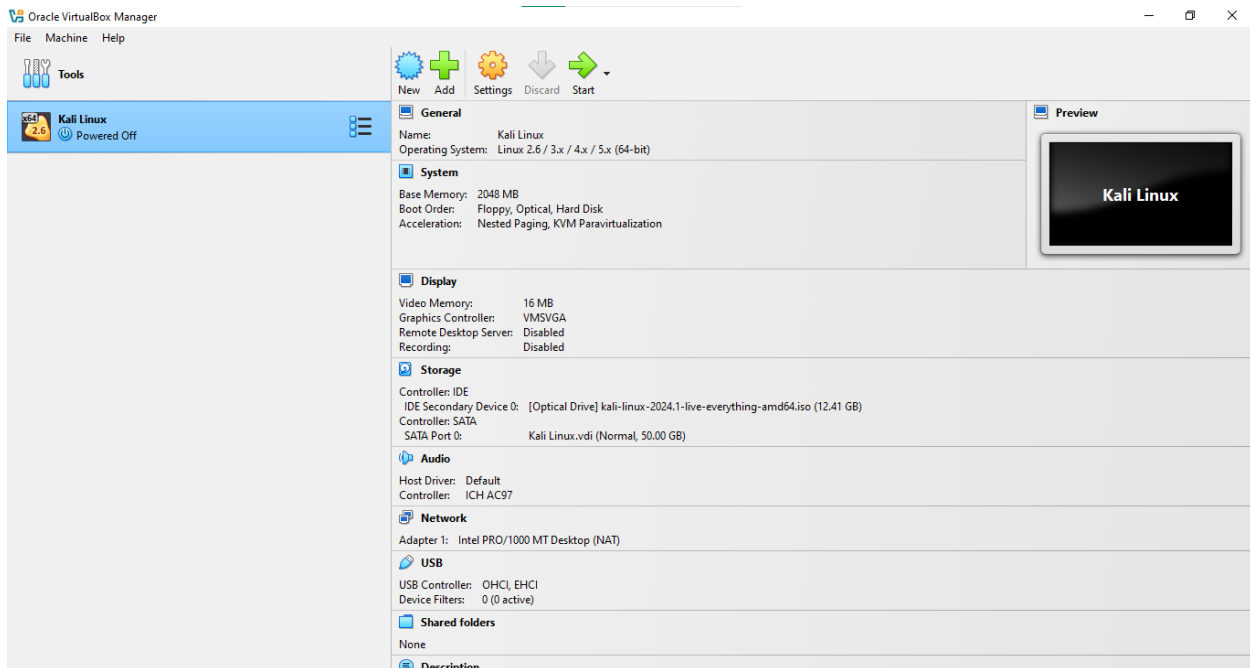 Oracle VirtualBox Manager
File Machine Help
Tools
New Add Settings Discard Start
x64
2.6
Kali Linux
Powered Off
General
Name: Kali Linux
Operating System: Linux 2.6 / 3.x / 4.x / 5.x (64-bit)
Preview
Kali Linux
System
Base Memory: 2048 MB
Boot Order: Floppy, Optical, Hard Disk
Acceleration: Nested Paging, KVM Paravirtualization
Display
Video Memory: 16 MB
Graphics Controller: VMSVGA
Remote Desktop Server: Disabled
Recording: Disabled
Storage
Controller: IDE
IDE Secondary Device 0: [Optical Drive] kali-linux-2024.1-live-everything-amd64.iso (12.41 GB)
Controller: SATA
SATA Port 0: Kali Linux.vdi (Normal, 50.00 GB)
Audio
Host Driver: Default
Controller: ICH AC97
Network
Adapter 1: Intel PRO/1000 MT Desktop (NAT)
USB
USB Controller: OHCI, EHCI
Device Filters: 0 (0 active)
Shared folders
None
Description